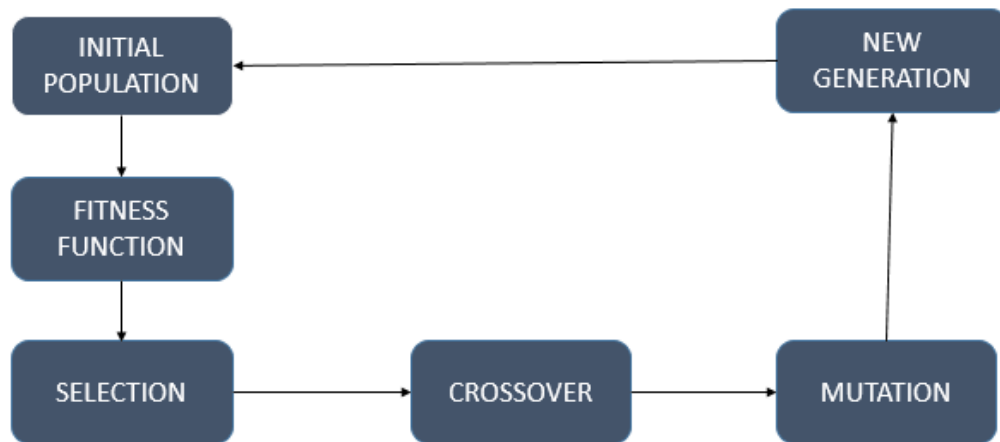 INITIAL
POPULATION
NEW
GENERATION
FITNESS
FUNCTION
SELECTION
CROSSOVER
MUTATION